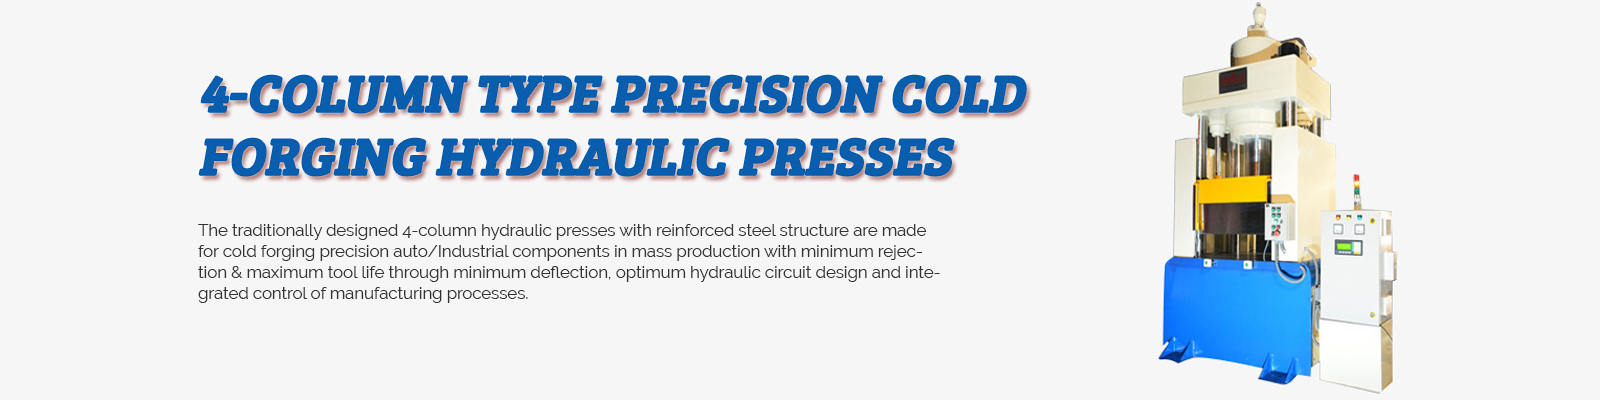 4-COLUMN TYPE PRECISION COLD
FORGING HYDRAULIC PRESSES
The traditionally designed 4-column hydraulic presses with reinforced steel structure are made
for cold forging precision auto/Industrial components in mass production with minimum rejec-
tion & maximum tool life through minimum deflection, optimum hydraulic circuit design and inte-
grated control of manufacturing processes.